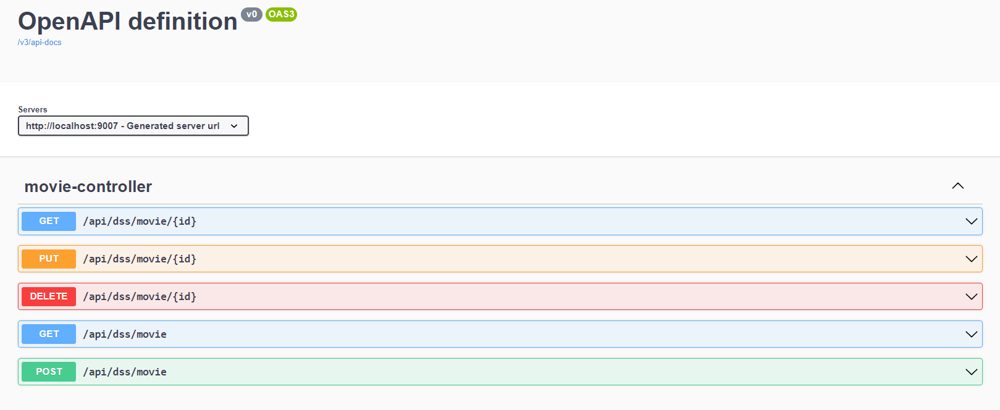 OpenAPI definition v0 OAS3
/v3/api-docs
Servers
http://localhost:9007 - Generated server url
movie-controller
GET /api/dss/movie/{id}
PUT /api/dss/movie/{id}
DELETE /api/dss/movie/{id}
GET /api/dss/movie
POST /api/dss/movie